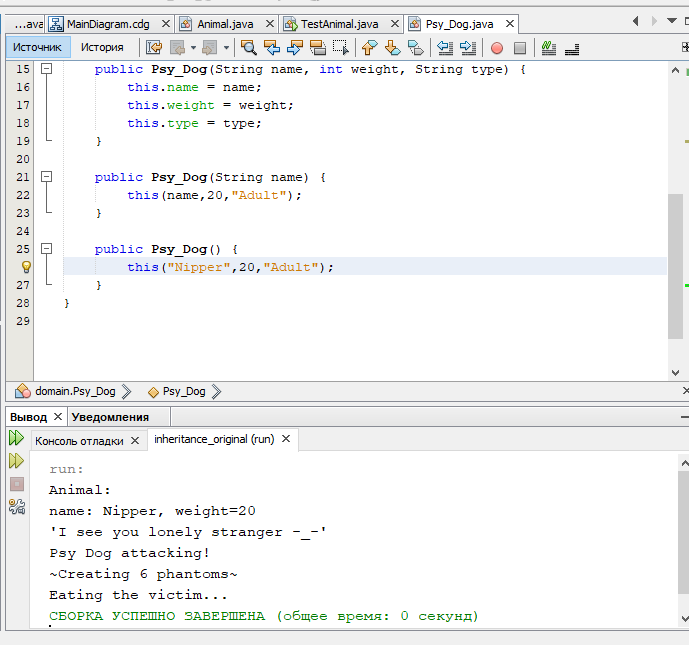 ...ava MainDiagram.cdg Animal.java TestAnimal.java Psy_Dog.java
Источник История
15 public Psy_Dog(String name, int weight, String type) {
16 this.name = name;
17 this.weight = weight;
18 this.type = type;
19 }
20
21 public Psy_Dog(String name) {
22 this(name,20,"Adult");
23 }
24
25 public Psy_Dog() {
this("Nipper",20,"Adult");
27 }
28 }
29
domain.Psy_Dog Psy_Dog
Вывод Уведомления
Консоль отладки inheritance_original (run)
run:
Animal:
name: Nipper, weight=20
'I see you lonely stranger -_-'
Psy Dog attacking!
~Creating 6 phantoms~
Eating the victim...
СБОРКА УСПЕШНО ЗАВЕРШЕНА (общее время: 0 секунд)